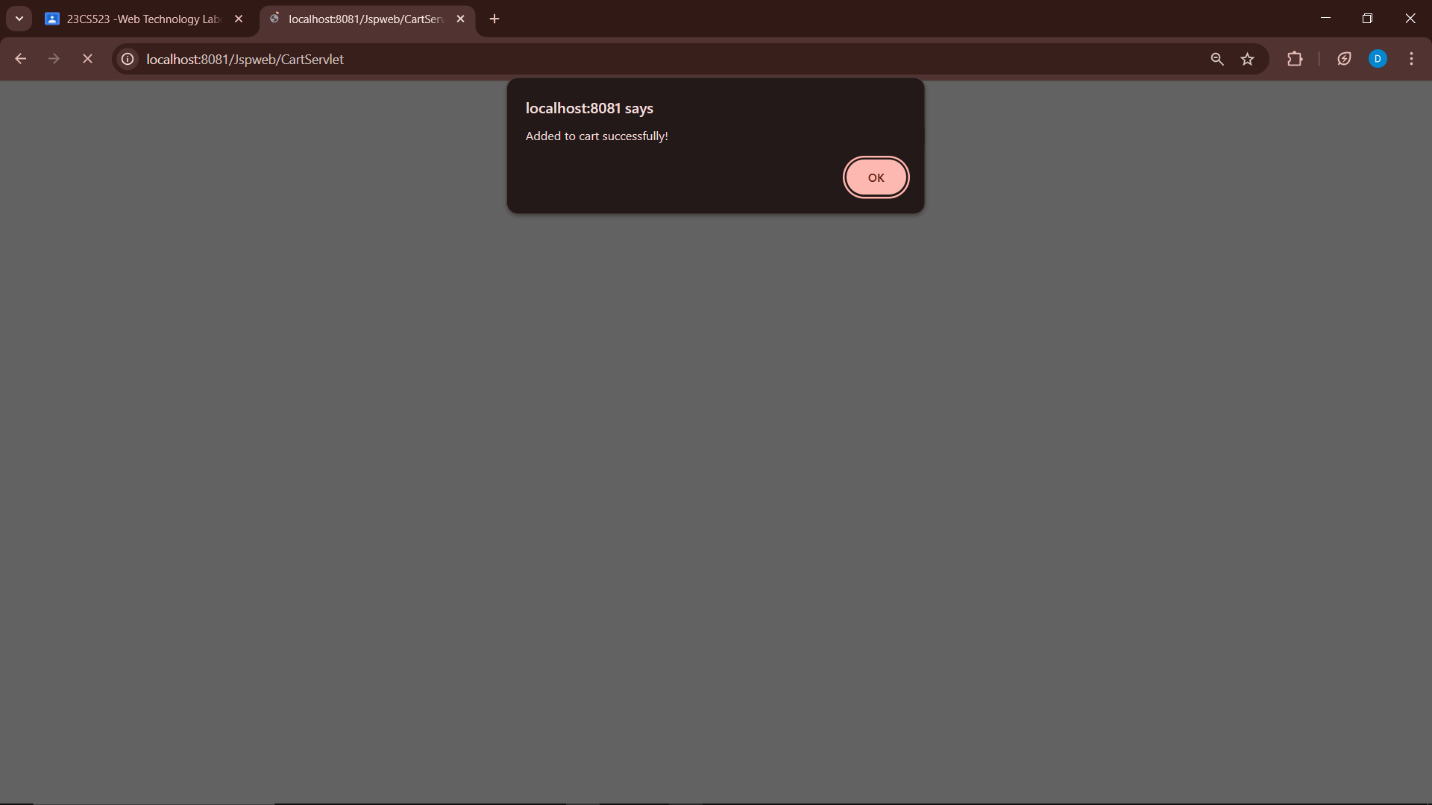 23CS523 -Web Technology Lab
localhost:8081/Jspweb/CartSer
localhost:8081/Jspweb/CartServlet
D
localhost:8081 says
Added to cart successfully!
OK